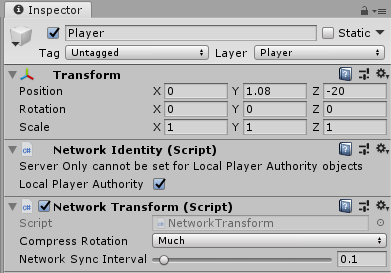 Inspector
Player Static
Tag Untagged Layer Player
Transform
Position X 0 Y 1.08 Z -20
Rotation X 0 Y 0 Z 0
Scale X 1 Y 1 Z 1
Network Identity (Script)
Server Only cannot be set for Local Player Authority objects
Local Player Authority
Network Transform (Script)
Script NetworkTransform
Compress Rotation Much
Network Sync Interval 0.1